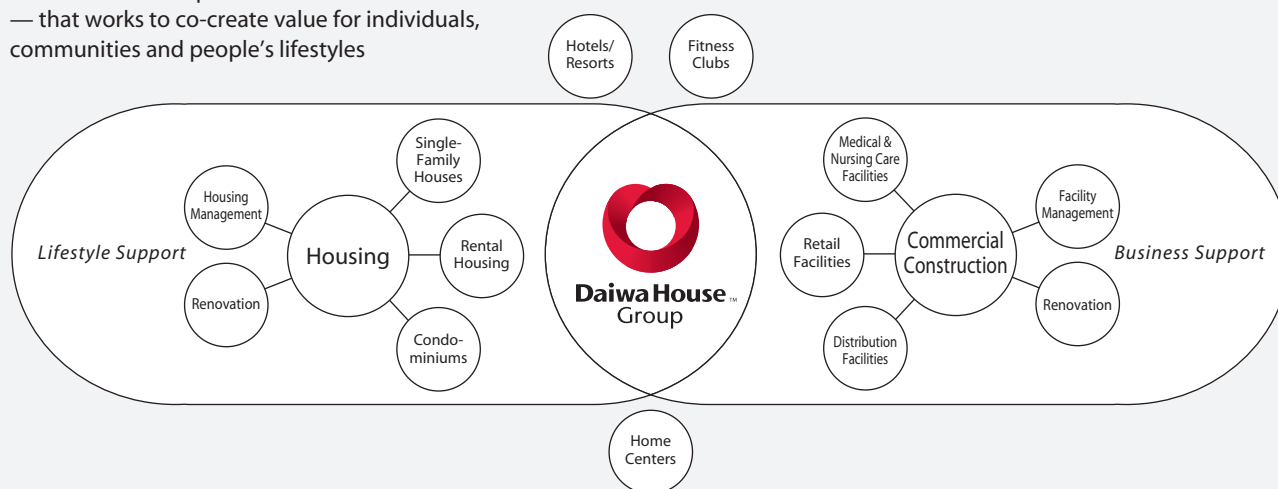 — that works to co-create value for individuals,
communities and people’s lifestyles
Hotels/
Resorts
Fitness
Clubs
Lifestyle Support
Housing
Management
Renovation
Housing
Single-
Family
Houses
Rental
Housing
Condo-
miniums
Daiwa House ™
Group
Medical &
Nursing Care
Facilities
Retail
Facilities
Distribution
Facilities
Commercial
Construction
Facility
Management
Renovation
Business Support
Home
Centers